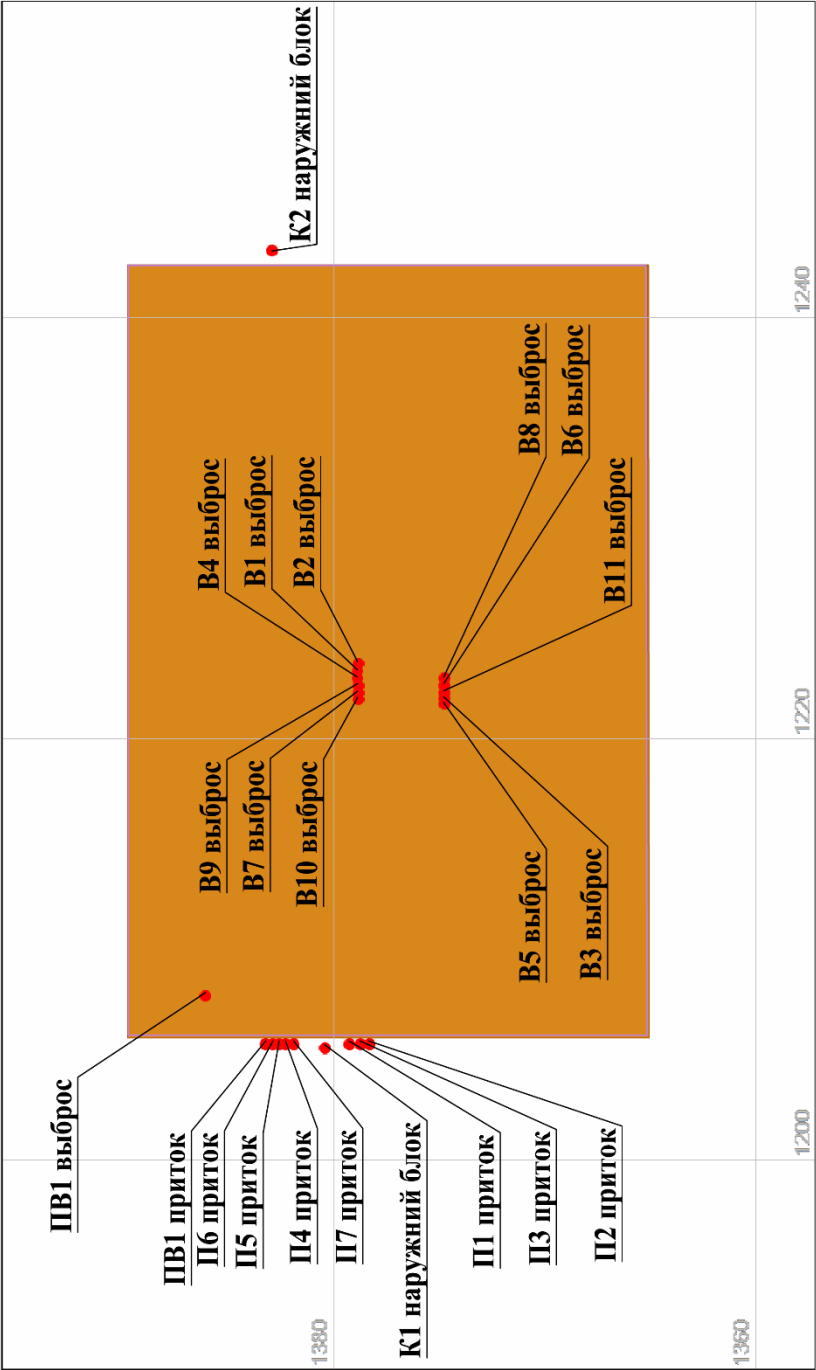 К2 наружний блок
1240
В4 выброс
В1 выброс
В2 выброс
В8 выброс
В6 выброс
В11 выброс
1220
В9 выброс
В7 выброс
В10 выброс
В5 выброс
В3 выброс
ПВ1 выброс
ПВ1 приток
П6 приток
П5 приток
П4 приток
П7 приток
К1 наружний блок
П1 приток
П3 приток
П2 приток
1200
1380
1360